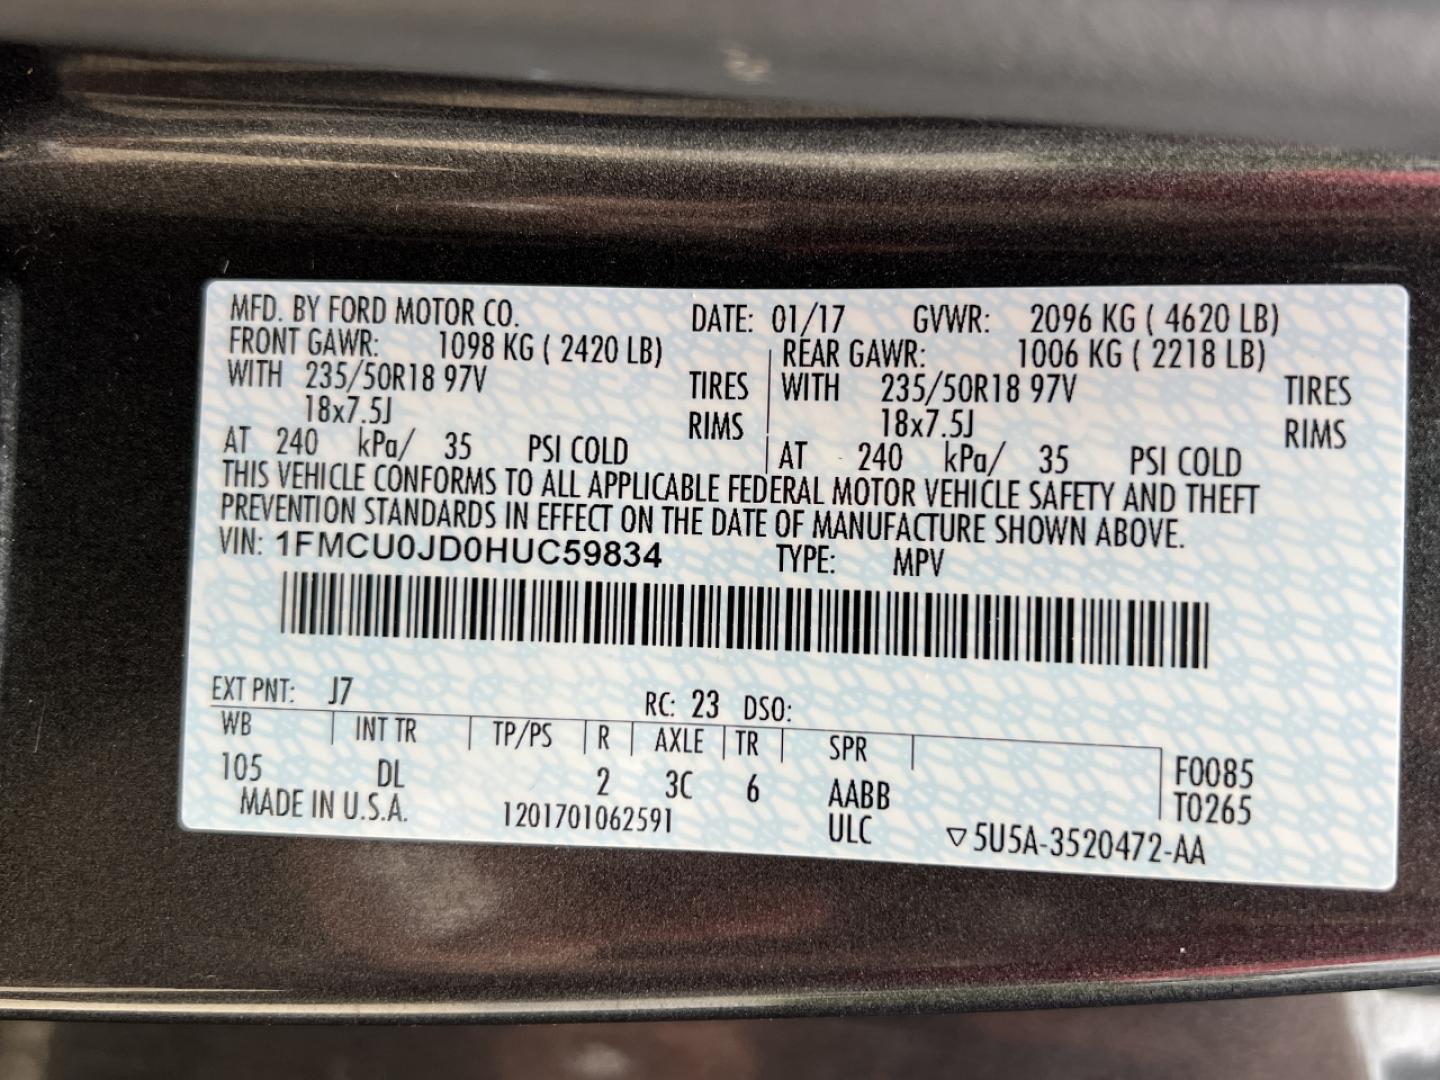 MFD. BY FORD MOTOR CO. DATE: 01/17 GVWR: 2096 KG ( 4620 LB)
FRONT GAWR: 1098 KG ( 2420 LB) REAR GAWR: 1006 KG ( 2218 LB)
WITH 235/50R18 97V TIRES WITH 235/50R18 97V TIRES
18x7.5J RIMS 18x7.5J RIMS
AT 240 kPa/ 35 PSI COLD AT 240 kPa/ 35 PSI COLD
THIS VEHICLE CONFORMS TO ALL APPLICABLE FEDERAL MOTOR VEHICLE SAFETY AND THEFT
PREVENTION STANDARDS IN EFFECT ON THE DATE OF MANUFACTURE SHOWN ABOVE.
VIN: 1FMCU0JD0HUC59834 TYPE: MPV
EXT PNT: J7 RC: 23 DSO:
WB INT TR TP/PS R AXLE TR SPR
105 DL 2 3C 6 AABB F0085
MADE IN U.S.A. 1201701062591 ULC T0265
▽5U5A-3520472-AA